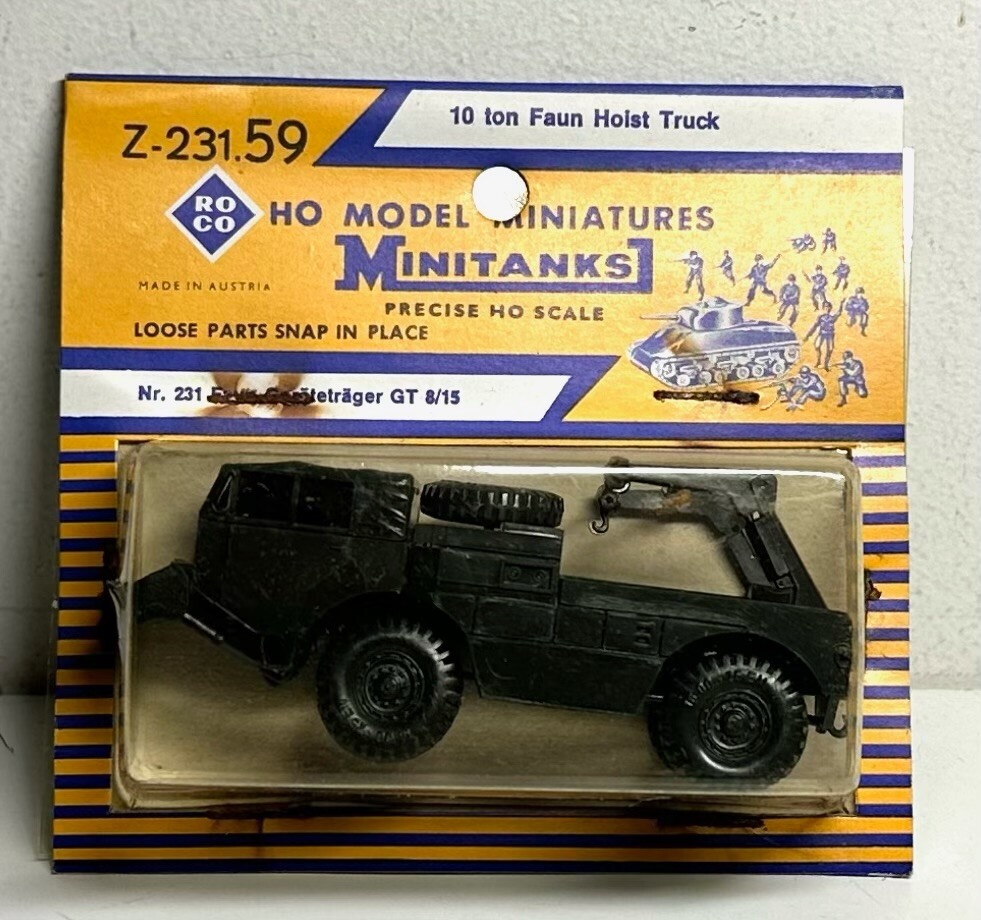 10 ton Faun Hoist Truck
Z-231.59
RO
CO
HO MODEL MINIATURES
MINITANKS
MADE IN AUSTRIA
PRECISE HO SCALE
LOOSE PARTS SNAP IN PLACE
Nr. 231 Faun Geräteträger GT 8/15